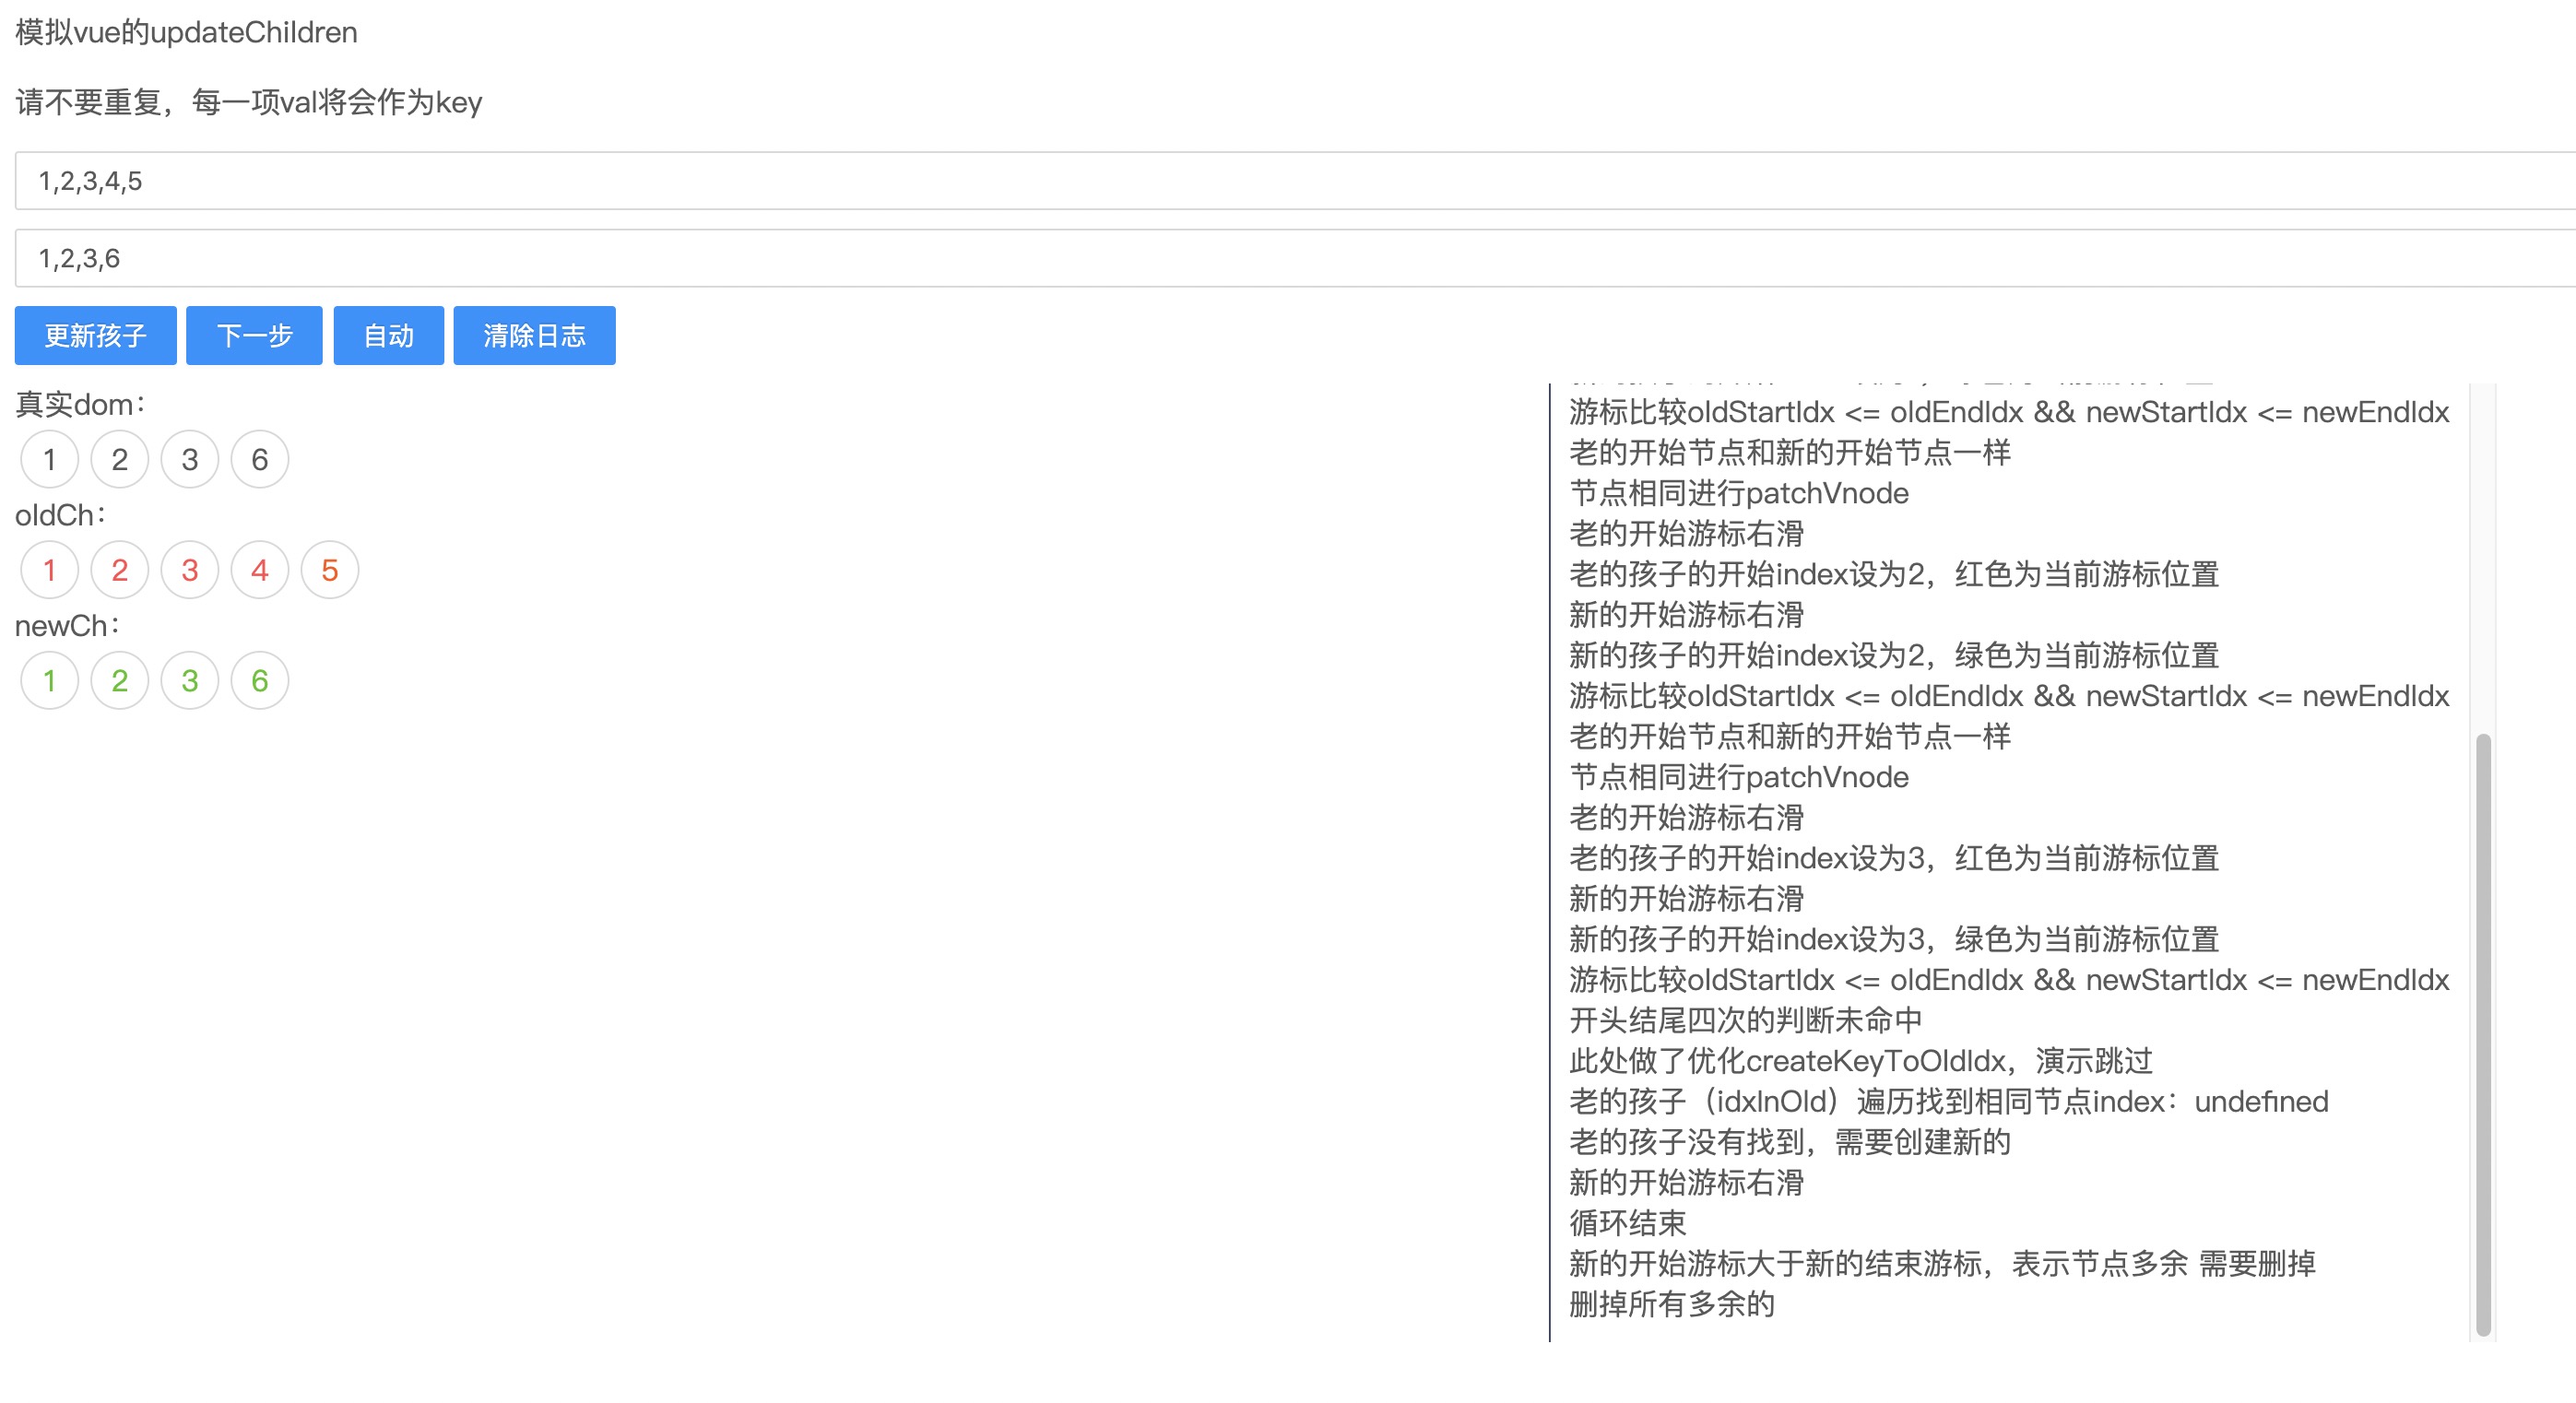 模拟vue的updateChildren
请不要重复，每一项val将会作为key
1,2,3,4,5
1,2,3,6
更新孩子 下一步 自动 清除日志
真实dom：
1 2 3 6
oldCh：
1 2 3 4 5
newCh：
1 2 3 6
游标比较oldStartIdx <= oldEndIdx && newStartIdx <= newEndIdx
老的开始节点和新的开始节点一样
节点相同进行patchVnode
老的开始游标右滑
老的孩子的开始index设为2，红色为当前游标位置
新的开始游标右滑
新的孩子的开始index设为2，绿色为当前游标位置
游标比较oldStartIdx <= oldEndIdx && newStartIdx <= newEndIdx
老的开始节点和新的开始节点一样
节点相同进行patchVnode
老的开始游标右滑
老的孩子的开始index设为3，红色为当前游标位置
新的开始游标右滑
新的孩子的开始index设为3，绿色为当前游标位置
游标比较oldStartIdx <= oldEndIdx && newStartIdx <= newEndIdx
开头结尾四次的判断未命中
此处做了优化createKeyToOldIdx，演示跳过
老的孩子（idxInOld）遍历找到相同节点index：undefined
老的孩子没有找到，需要创建新的
新的开始游标右滑
循环结束
新的开始游标大于新的结束游标，表示节点多余 需要删掉
删掉所有多余的